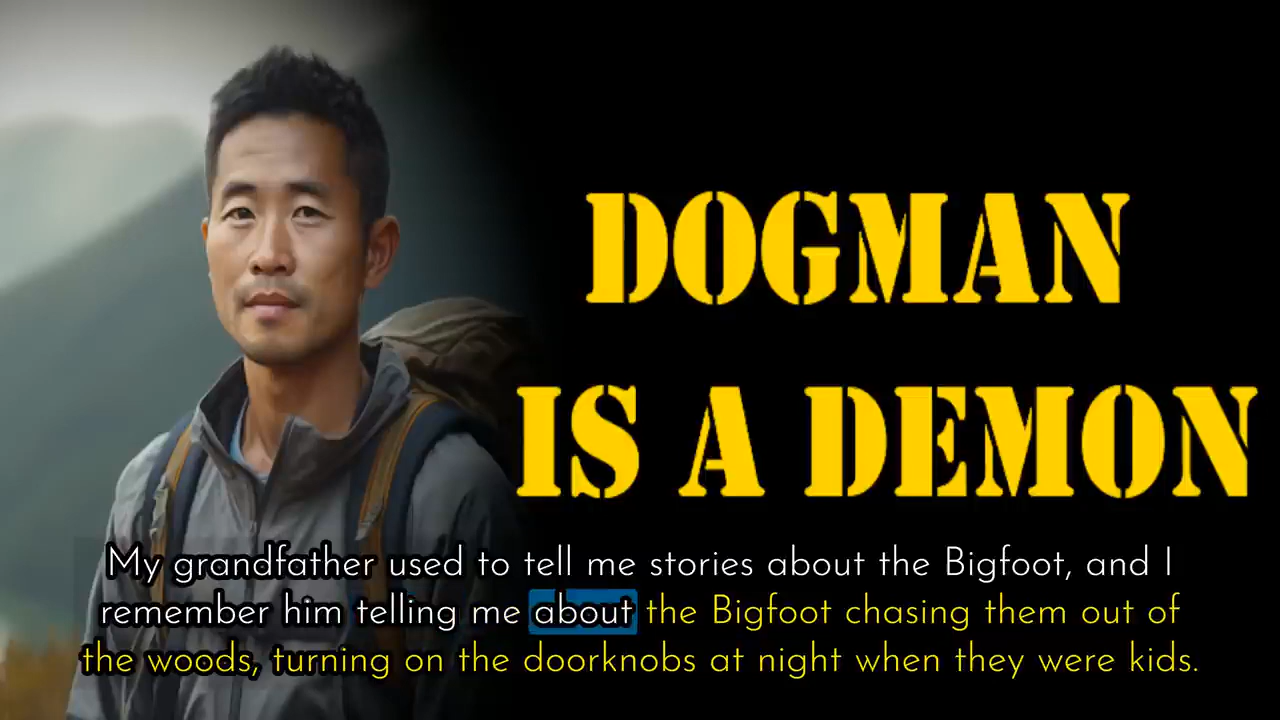 DOGMAN
IS A DEMON
My grandfather used to tell me stories about the Bigfoot, and I
remember him telling me about the Bigfoot chasing them out of
the woods, turning on the doorknobs at night when they were kids.